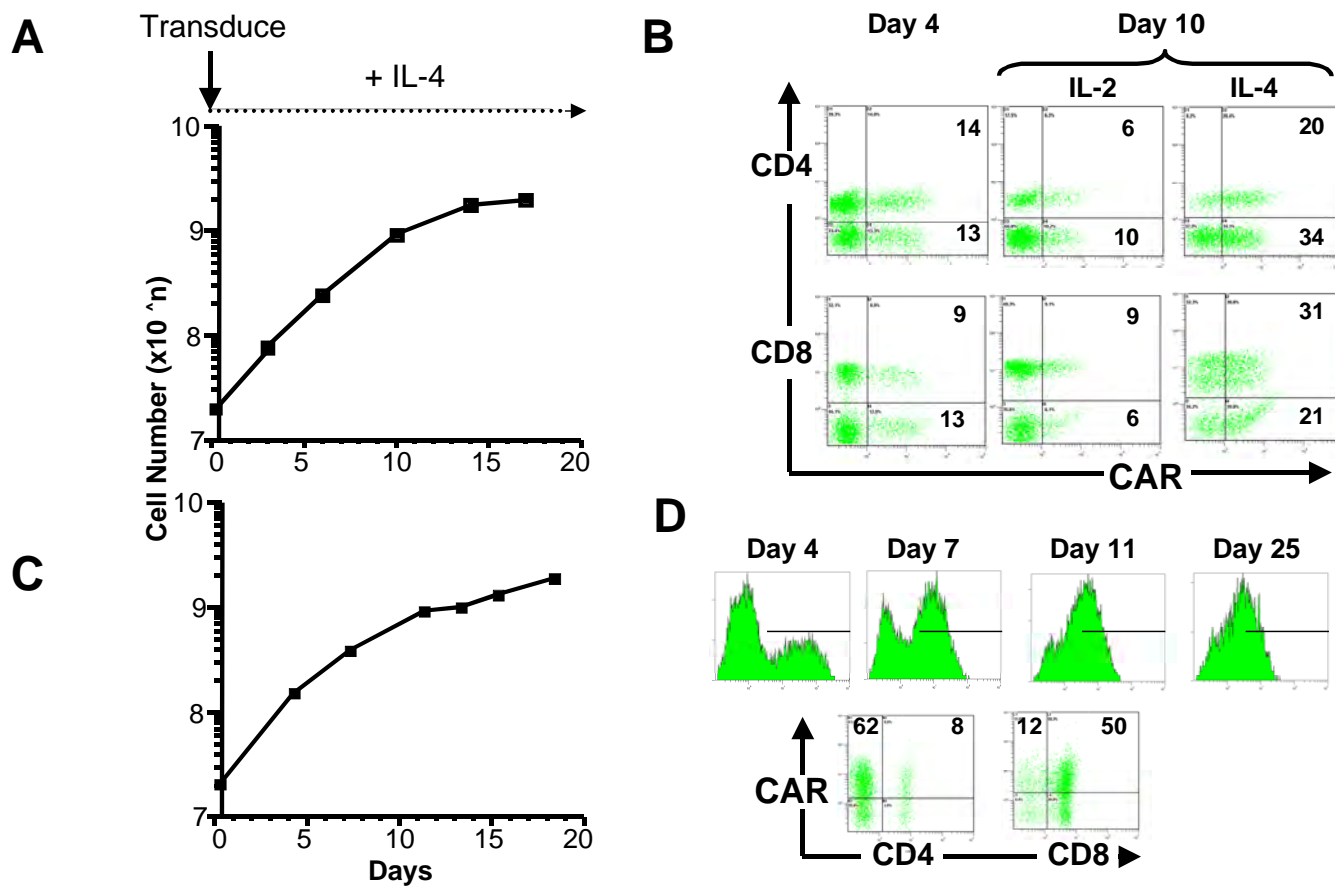 A
Transduce
+ IL-4
Cell Number (x10 ^n)
10
9
8
7
0 5 10 15 20
B
Day 4 Day 10
IL-2 IL-4
CD4
14 6 20
13 10 34
CD8
9 9 31
13 6 21
CAR
C
10
9
8
7
0 5 10 15 20
Days
D
Day 4 Day 7 Day 11 Day 25
CAR
62 8 12 50
CD4 CD8